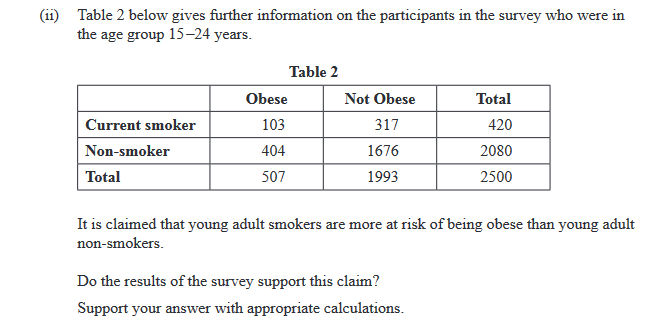 (ii) Table 2 below gives further information on the participants in the survey who were in
the age group 15–24 years.
Table 2
Obese Not Obese Total
Current smoker 103 317 420
Non-smoker 404 1676 2080
Total 507 1993 2500
It is claimed that young adult smokers are more at risk of being obese than young adult
non-smokers.
Do the results of the survey support this claim?
Support your answer with appropriate calculations.